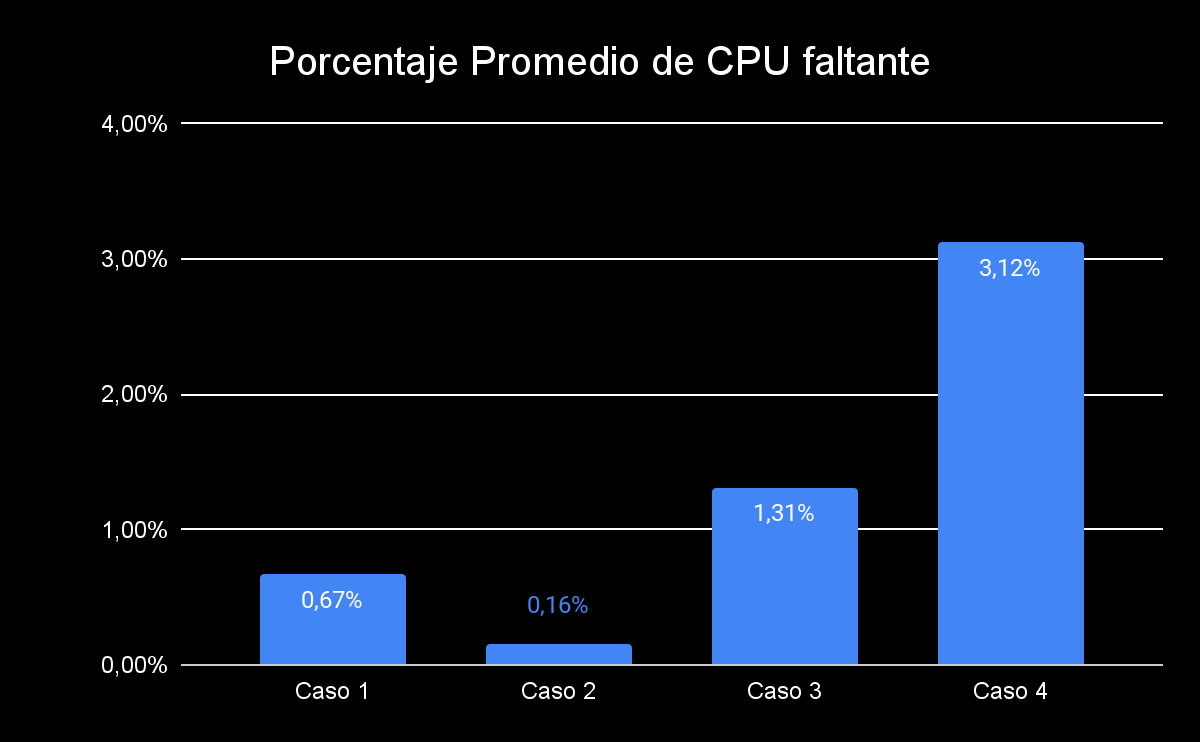 Porcentaje Promedio de CPU faltante
4,00%
3,00%
3,12%
2,00%
1,31%
1,00%
0,67%
0,16%
0,00%
Caso 1
Caso 2
Caso 3
Caso 4